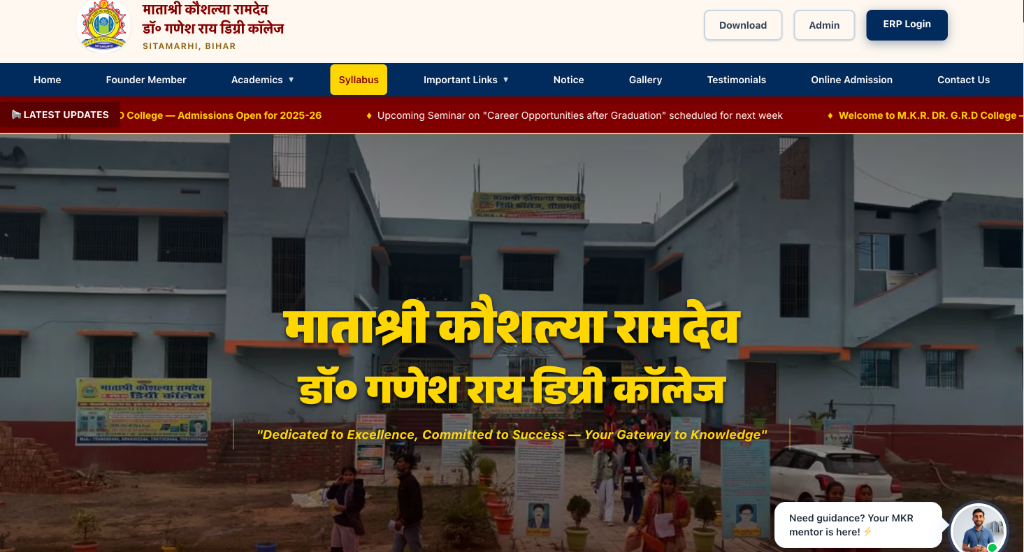 माताश्री कौशल्या रामदेव
डॉ० गणेश राय डिग्री कॉलेज
SITAMARHI, BIHAR
Download
Admin
ERP Login
Home
Founder Member
Academics ▼
Syllabus
Important Links ▼
Notice
Gallery
Testimonials
Online Admission
Contact Us
LATEST UPDATES
College — Admissions Open for 2025-26
♦ Upcoming Seminar on "Career Opportunities after Graduation" scheduled for next week
♦ Welcome to M.K.R. DR. G.R.D College –
माताश्री कौशल्या रामदेव
डॉ० गणेश राय डिग्री कॉलेज
"Dedicated to Excellence, Committed to Success — Your Gateway to Knowledge"
माताश्री कौशल्या रामदेव
डिग्री कॉलेज
Need guidance? Your MKR
mentor is here! ⚡